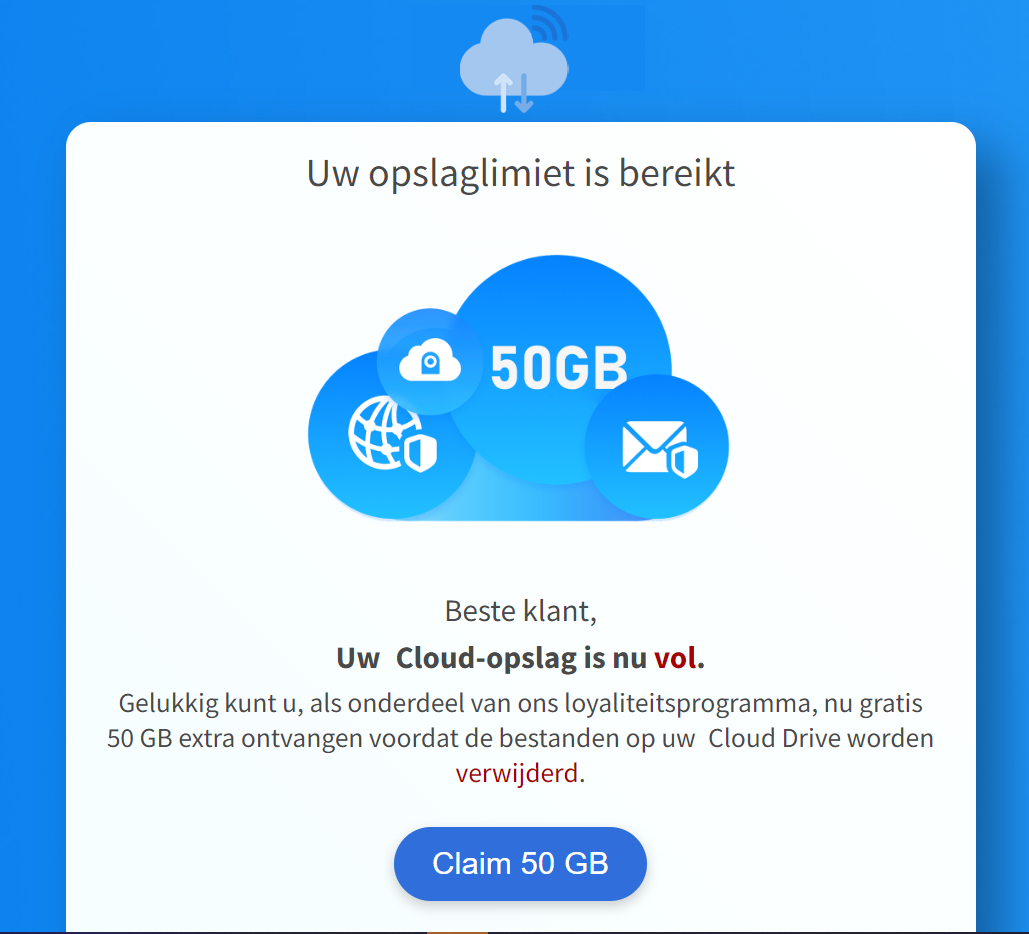 Uw opslaglimiet is bereikt
50GB
Beste klant,
Uw  Cloud-opslag is nu vol.
Gelukkig kunt u, als onderdeel van ons loyaliteitsprogramma, nu gratis
50 GB extra ontvangen voordat de bestanden op uw  Cloud Drive worden
verwijderd.
Claim 50 GB